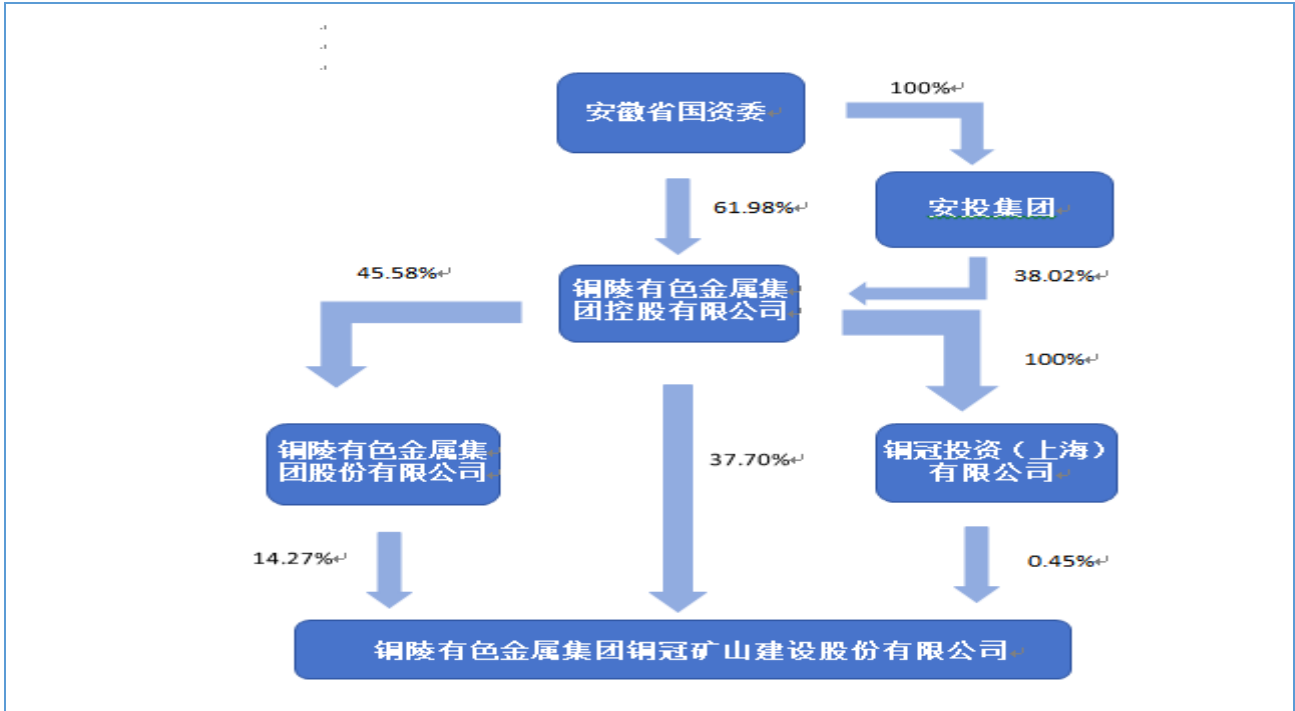 安徽省国资委
100%
安投集团
61.98%
38.02%
45.58%
铜陵有色金属集
团控股有限公司
100%
铜陵有色金属集
团股份有限公司
37.70%
铜冠投资（上海）
有限公司
14.27%
0.45%
铜陵有色金属集团铜冠矿山建设股份有限公司